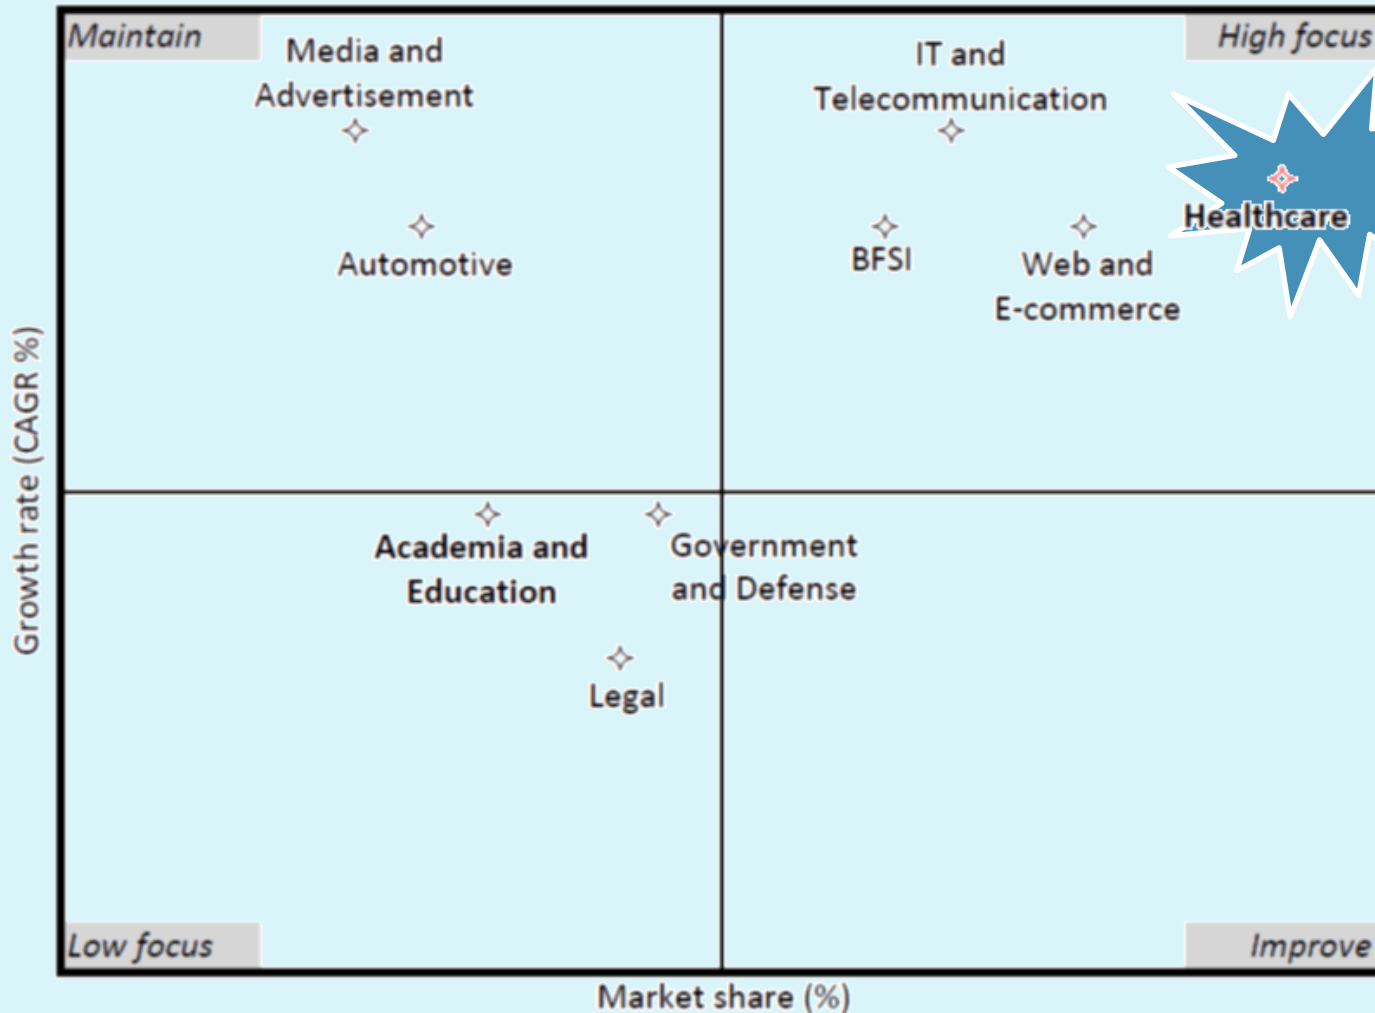 Maintain
High focus
Media and
Advertisement
IT and
Telecommunication
Healthcare
Automotive
BFSI
Web and
E-commerce
Growth rate (CAGR %)
Academia and
Education
Government
and Defense
Legal
Low focus
Improve
Market share (%)